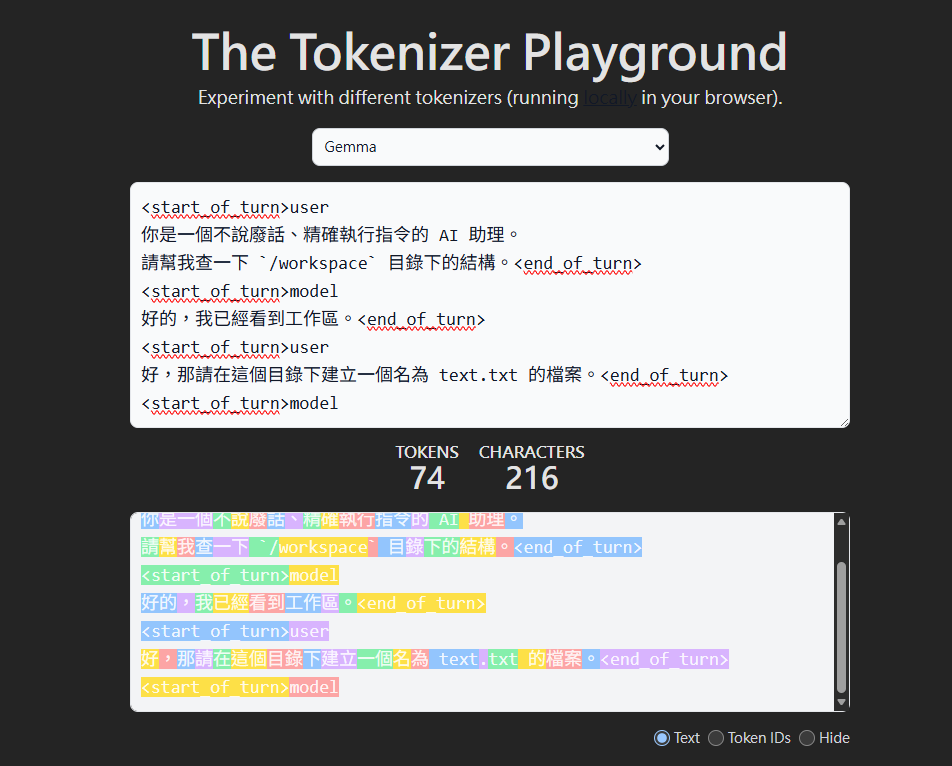 The Tokenizer Playground
Experiment with different tokenizers (running locally in your browser).
Gemma
<start_of_turn>user
你是一個不說廢話、精確執行指令的 AI 助理。
請幫我查一下 `/workspace` 目錄下的結構。<end_of_turn>
<start_of_turn>model
好的，我已經看到工作區。<end_of_turn>
<start_of_turn>user
好，那請在這個目錄下建立一個名為 text.txt 的檔案。<end_of_turn>
<start_of_turn>model
TOKENS CHARACTERS
74 216
你是一個不說廢話、精確執行指令的 AI 助理。
請幫我查一下 `/workspace` 目錄下的結構。<end_of_turn>
<start_of_turn>model
好的，我已經看到工作區。<end_of_turn>
<start_of_turn>user
好，那請在這個目錄下建立一個名為 text.txt 的檔案。<end_of_turn>
<start_of_turn>model
Text Token IDs Hide